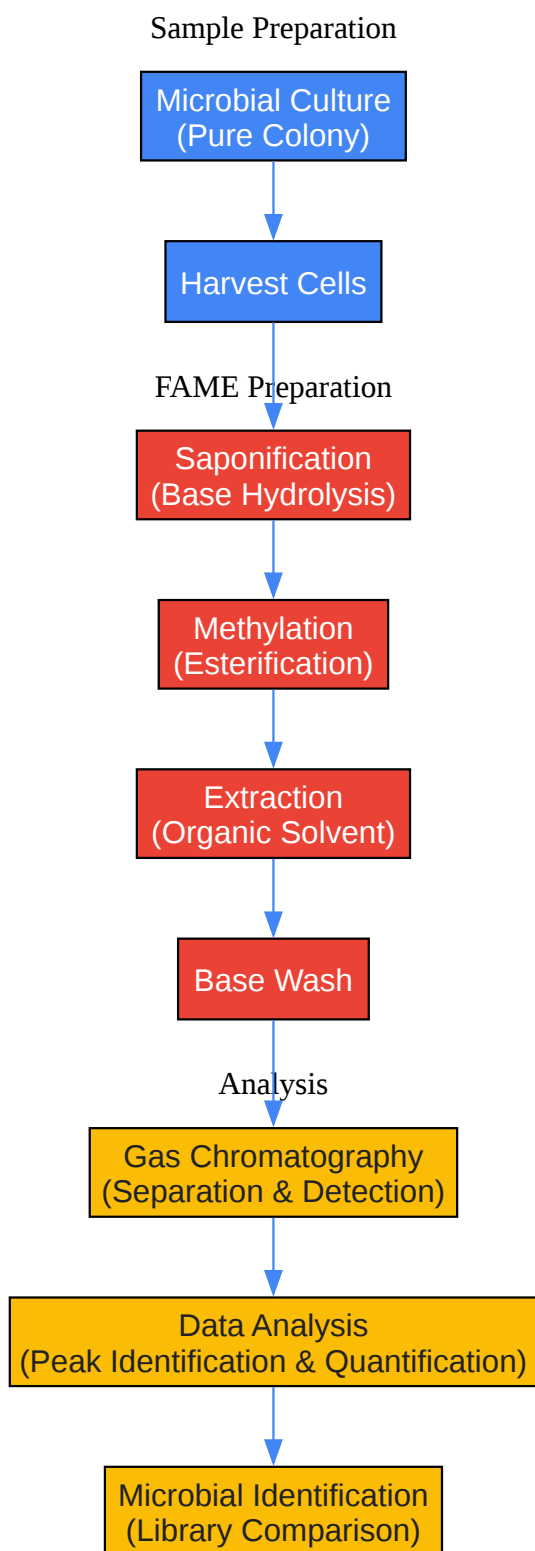 Sample Preparation
Microbial Culture
(Pure Colony)
Harvest Cells
FAME Preparation
Saponification
(Base Hydrolysis)
Methylation
(Esterification)
Extraction
(Organic Solvent)
Base Wash
Analysis
Gas Chromatography
(Separation & Detection)
Data Analysis
(Peak Identification & Quantification)
Microbial Identification
(Library Comparison)